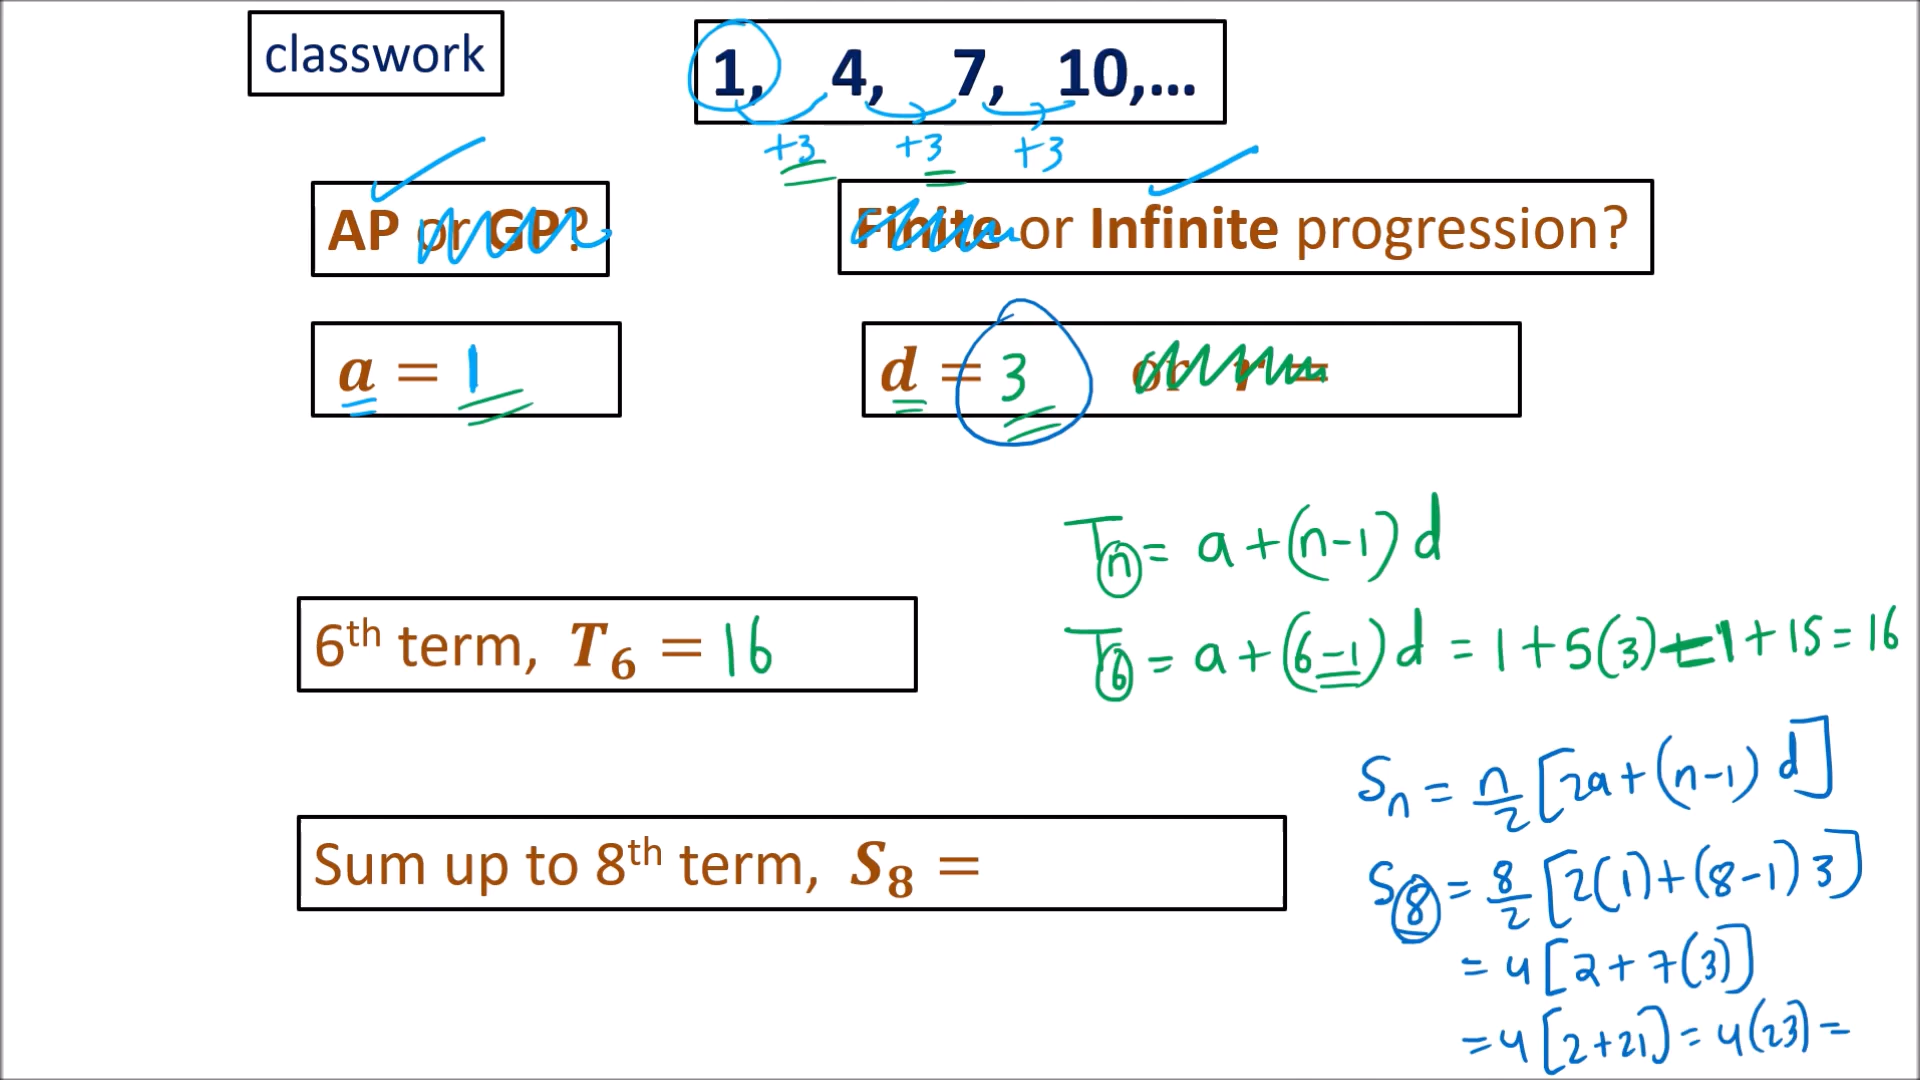 classwork
1, 4, 7, 10,...
+3 +3 +3
AP or GP?
Finite or Infinite progression?
a = 1
d = 3 or r =
Tn = a + (n-1) d
6th term, T6 = 16
T6 = a + (6-1) d = 1 + 5(3) = 1 + 15 = 16
Sn = n/2 [2a + (n-1) d]
Sum up to 8th term, S8 =
S8 = 8/2 [2(1) + (8-1) 3]
= 4 [2 + 7(3)]
= 4 [2+21] = 4(23) =